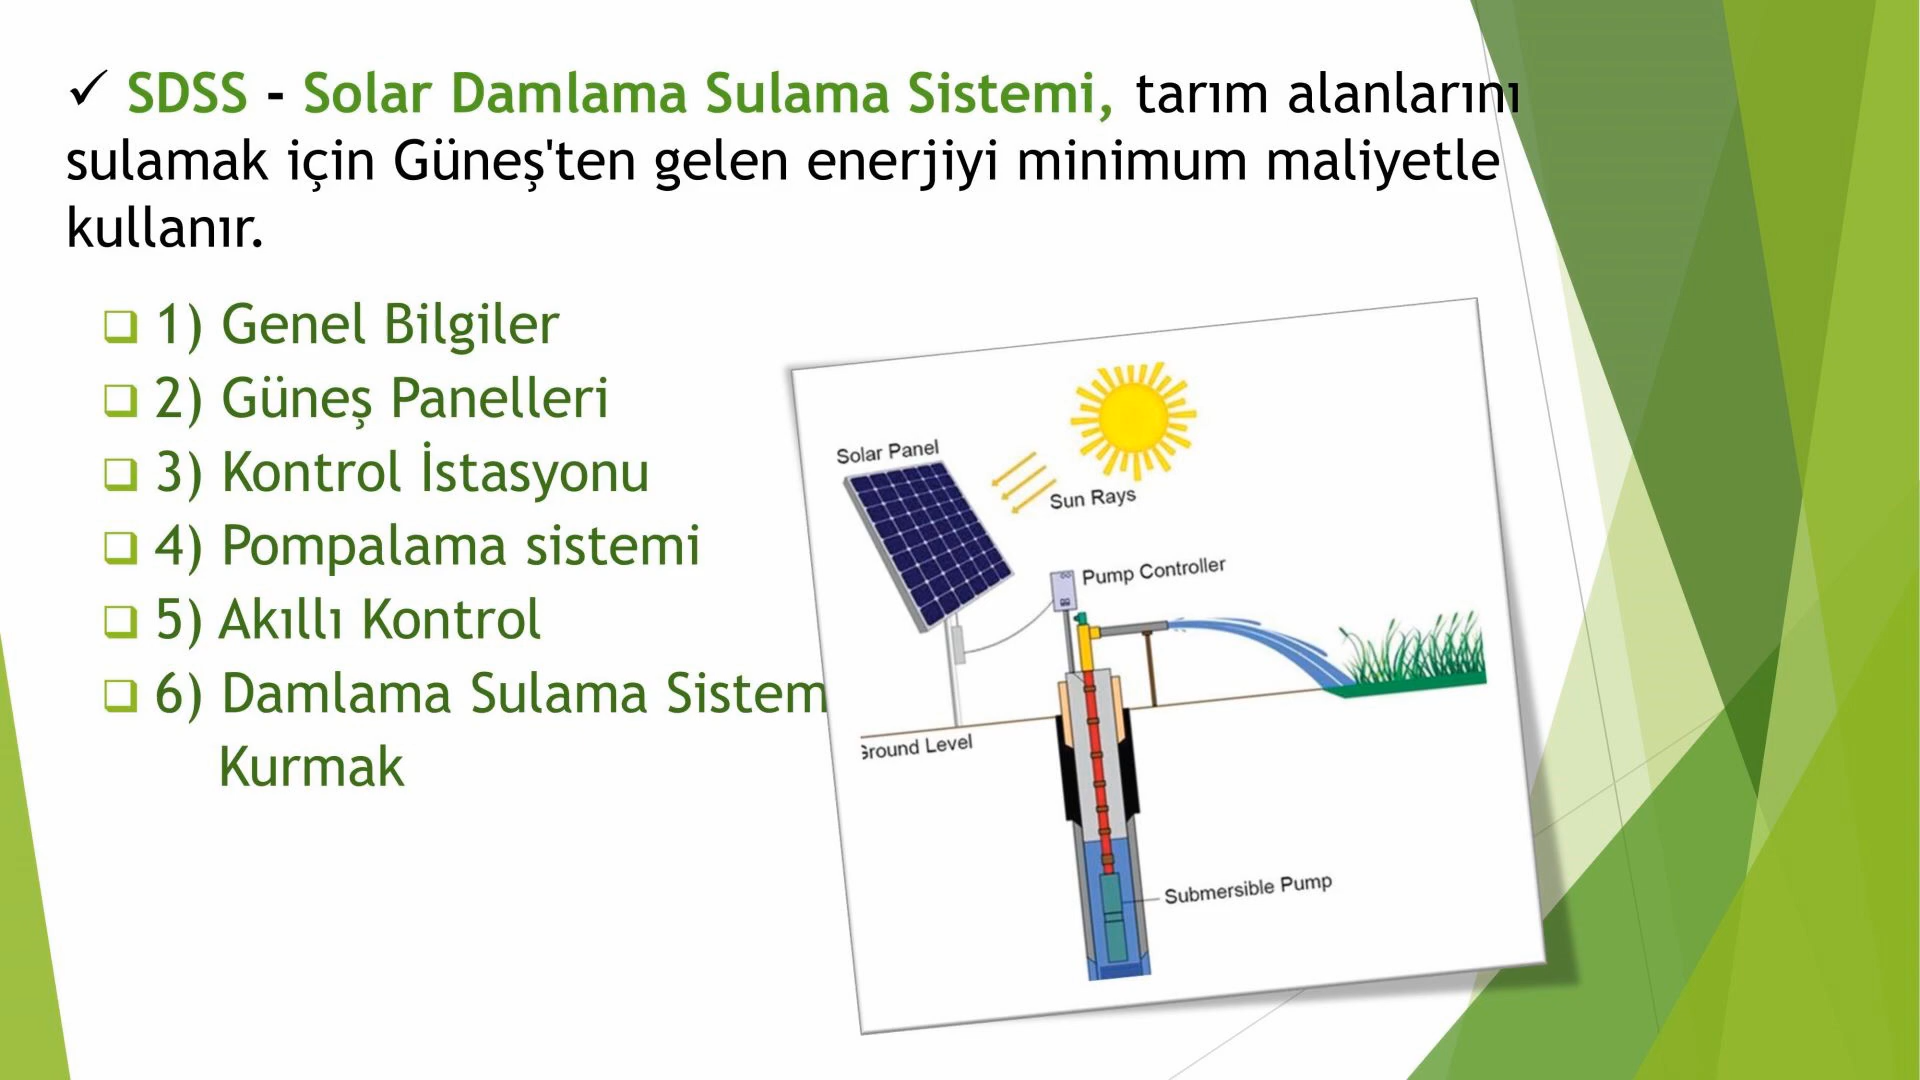 ✓ SDSS - Solar Damlama Sulama Sistemi, tarım alanlarını
sulamak için Güneş'ten gelen enerjiyi minimum maliyetle
kullanır.
❑ 1) Genel Bilgiler
❑ 2) Güneş Panelleri
❑ 3) Kontrol İstasyonu
❑ 4) Pompalama sistemi
❑ 5) Akıllı Kontrol
❑ 6) Damlama Sulama Sistem
Kurmak
Solar Panel
Sun Rays
Pump Controller
Ground Level
Submersible Pump